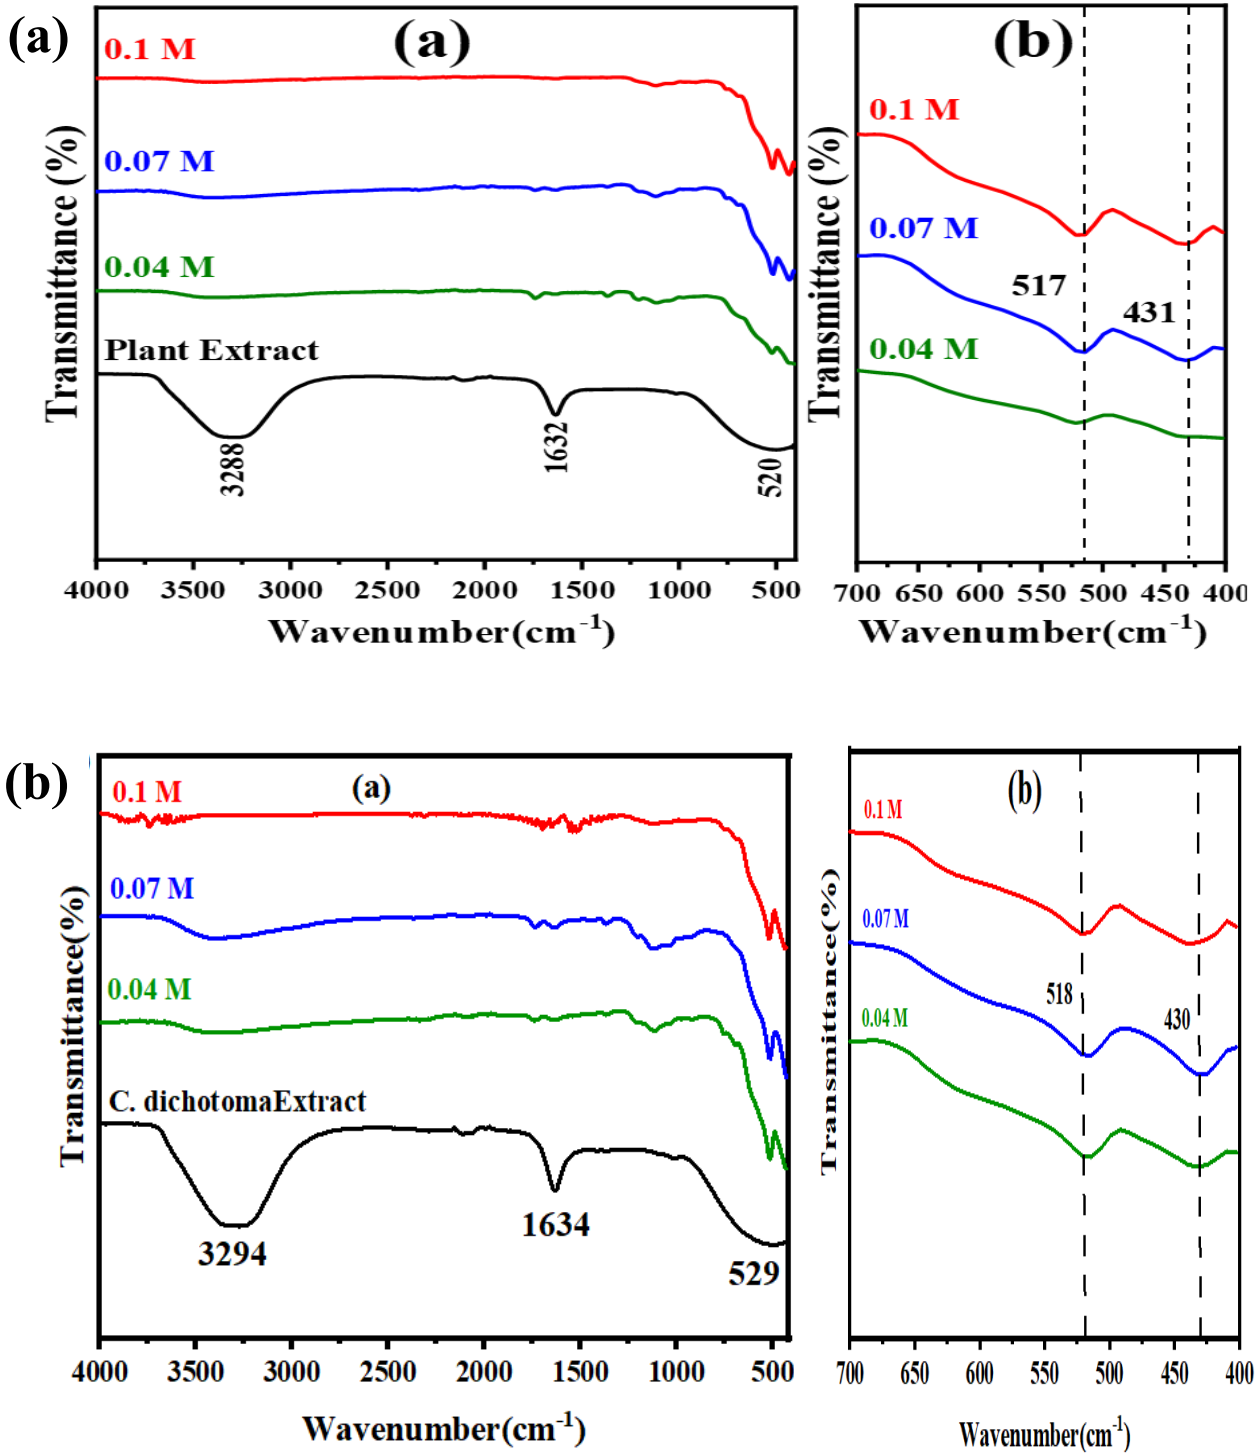 (a)
(a)
0.1 M
0.07 M
0.04 M
Plant Extract
3288
1632
520
Transmittance (%)
4000 3500 3000 2500 2000 1500 1000 500
Wavenumber(cm-1)
(b)
0.1 M
0.07 M
517
431
0.04 M
Transmittance (%)
700 650 600 550 500 450 400
Wavenumber(cm-1)
(b)
(a)
0.1 M
0.07 M
0.04 M
C. dichotomaExtract
3294
1634
529
Transmittance(%)
4000 3500 3000 2500 2000 1500 1000 500
Wavenumber(cm-1)
(b)
0.1 M
0.07 M
518
430
0.04 M
Transmittance(%)
700 650 600 550 500 450 400
Wavenumber(cm-1)